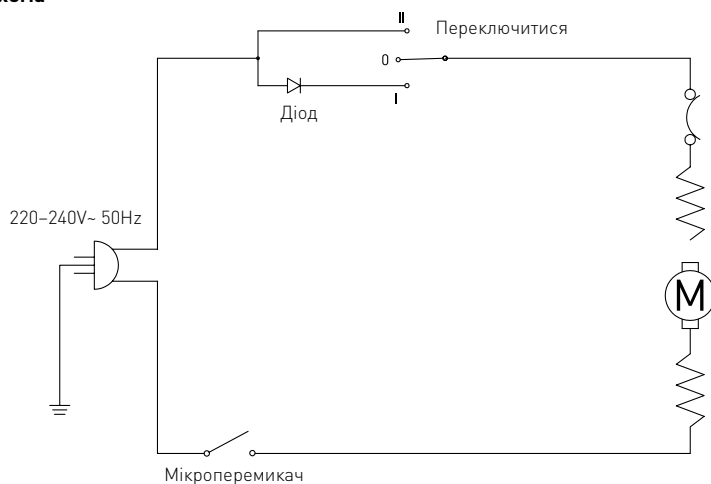 II
Переключитися
0
I
Діод
220–240V~ 50Hz
M
Мікроперемикач